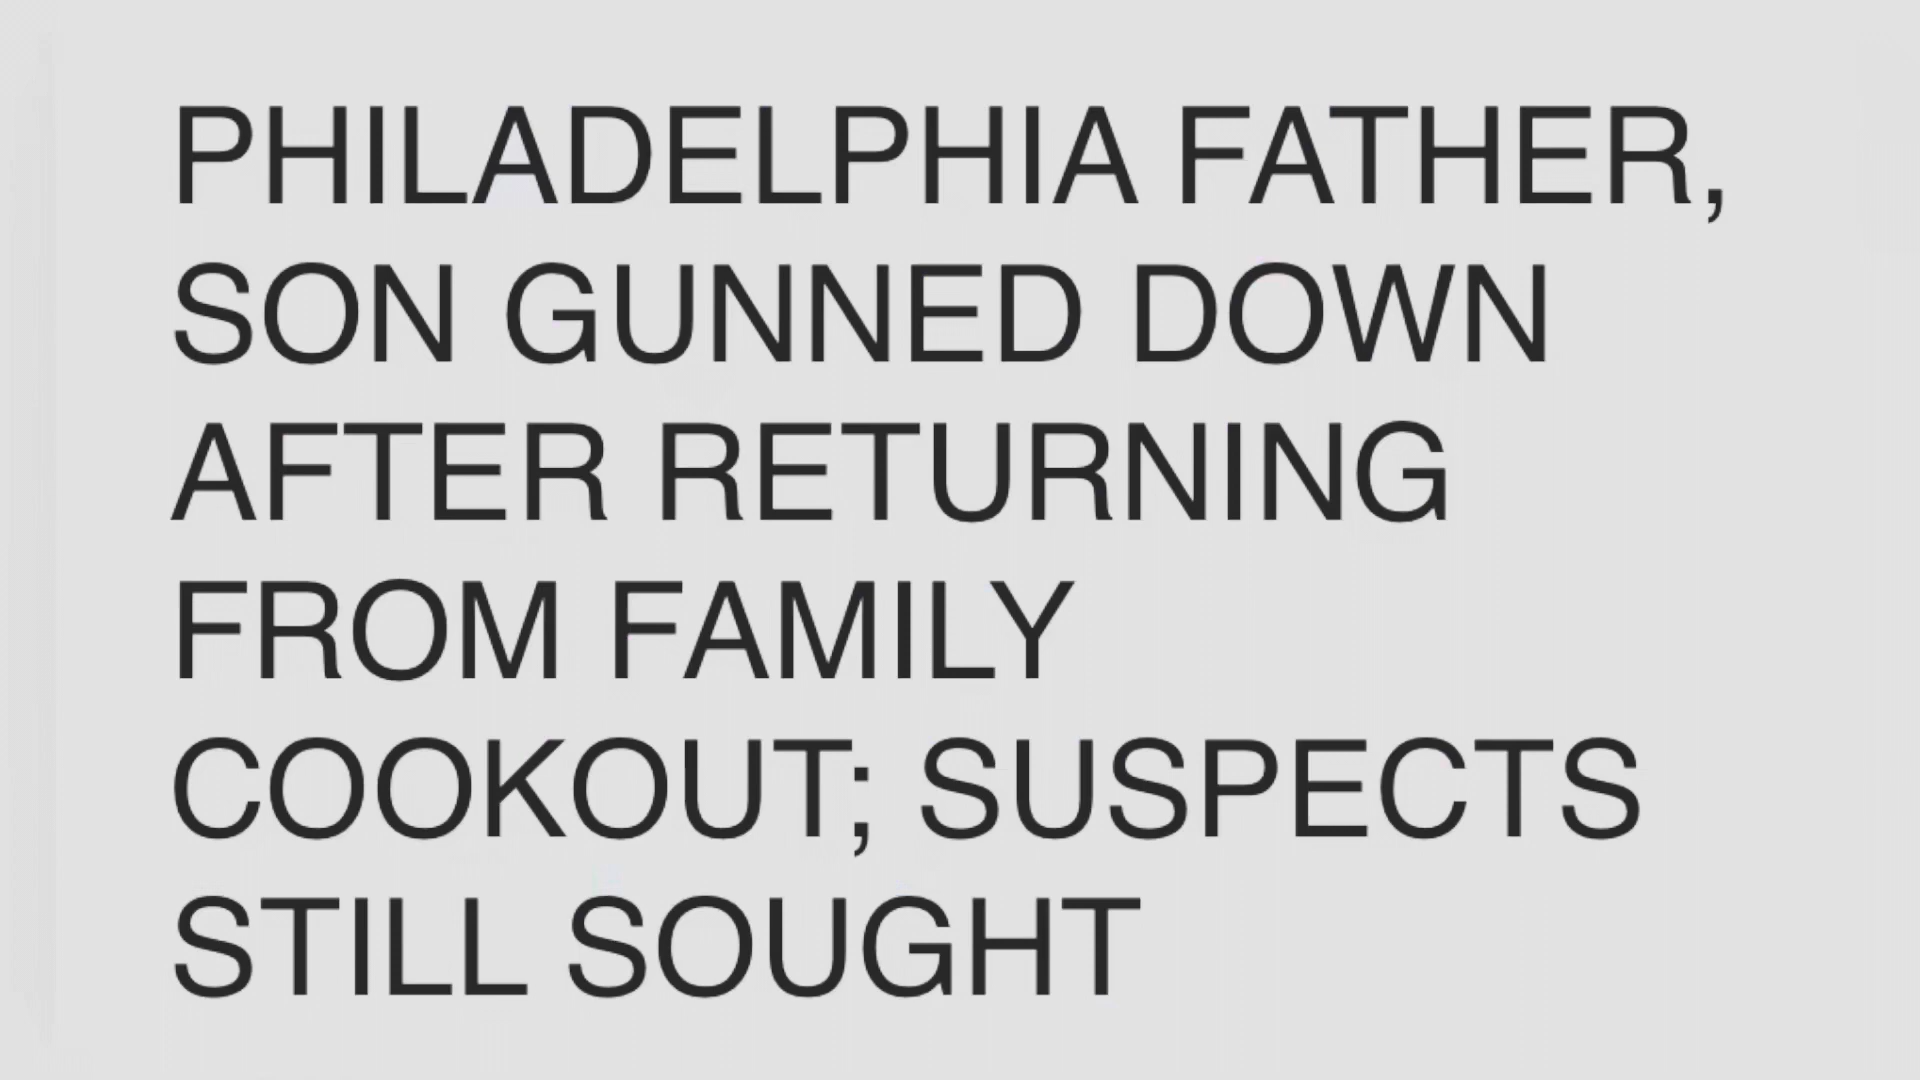 PHILADELPHIA FATHER,
SON GUNNED DOWN
AFTER RETURNING
FROM FAMILY
COOKOUT; SUSPECTS
STILL SOUGHT